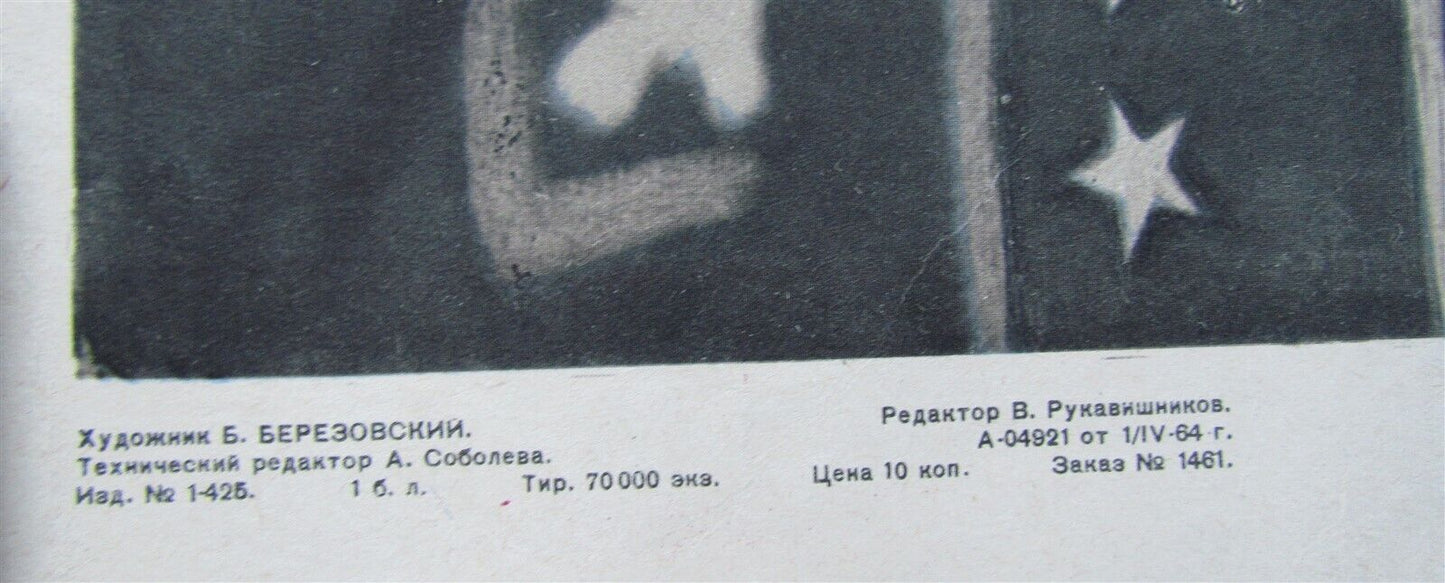 Художник Б. БЕРЕЗОВСКИЙ.
Технический редактор А. Соболева.
Изд. № 1-425. 1 б. л. Тир. 70 000 экз. Цена 10 коп.
Редактор В. Рукавишников.
А-04921 от 1/IV-64 г.
Заказ № 1461.